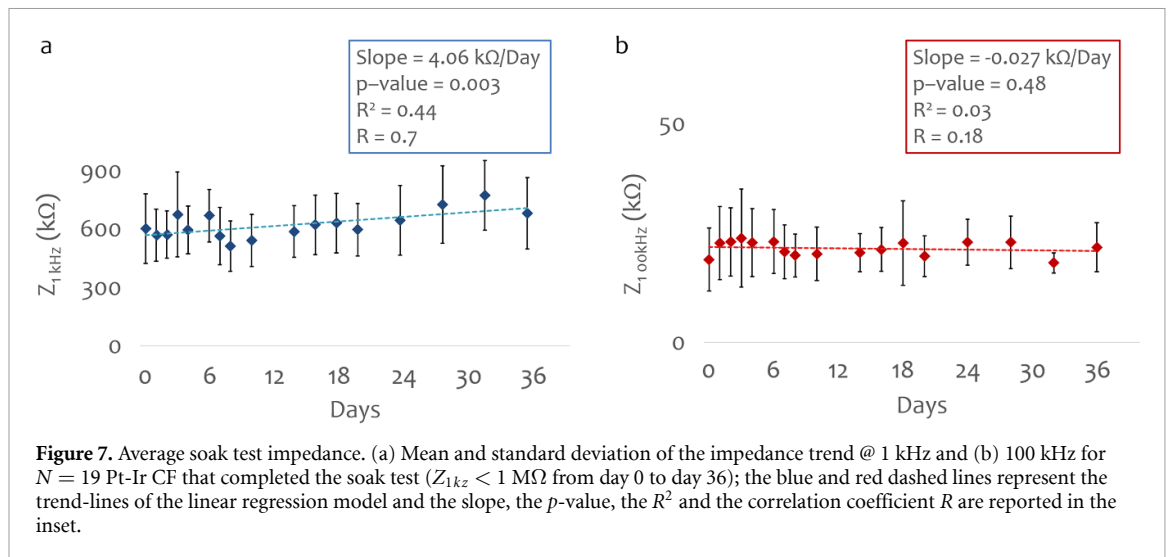 a
Slope = 4.06 kΩ/Day
p–value = 0.003
R² = 0.44
R = 0.7
900
600
300
0
Z1 kHz (kΩ)
0 6 12 18 24 30 36
Days
b
Slope = -0.027 kΩ/Day
p–value = 0.48
R² = 0.03
R = 0.18
50
0
Z1 00kHz (kΩ)
0 6 12 18 24 30 36
Days
Figure 7. Average soak test impedance. (a) Mean and standard deviation of the impedance trend @ 1 kHz and (b) 100 kHz for
N = 19 Pt-Ir CF that completed the soak test (Z1kz < 1 MΩ from day 0 to day 36); the blue and red dashed lines represent the
trend-lines of the linear regression model and the slope, the p-value, the R² and the correlation coefficient R are reported in the
inset.